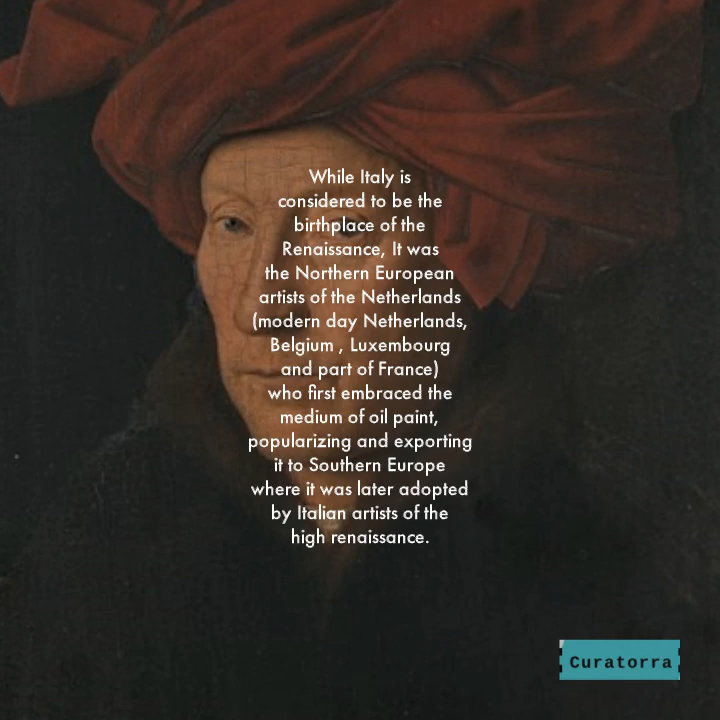 While Italy is
considered to be the
birthplace of the
Renaissance, It was
the Northern European
artists of the Netherlands
(modern day Netherlands,
Belgium , Luxembourg
and part of France)
who first embraced the
medium of oil paint,
popularizing and exporting
it to Southern Europe
where it was later adopted
by Italian artists of the
high renaissance.
Curatorra